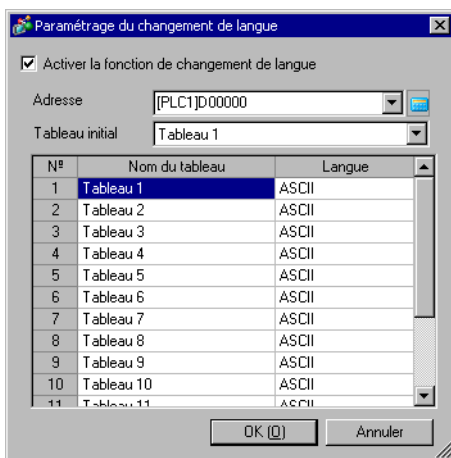 Paramétrage du changement de langue
Activer la fonction de changement de langue
Adresse [PLC1]D00000
Tableau initial Tableau 1
Nº Nom du tableau Langue
1 Tableau 1 ASCII
2 Tableau 2 ASCII
3 Tableau 3 ASCII
4 Tableau 4 ASCII
5 Tableau 5 ASCII
6 Tableau 6 ASCII
7 Tableau 7 ASCII
8 Tableau 8 ASCII
9 Tableau 9 ASCII
10 Tableau 10 ASCII
11 Tableau 11 ASCII
OK (O) Annuler